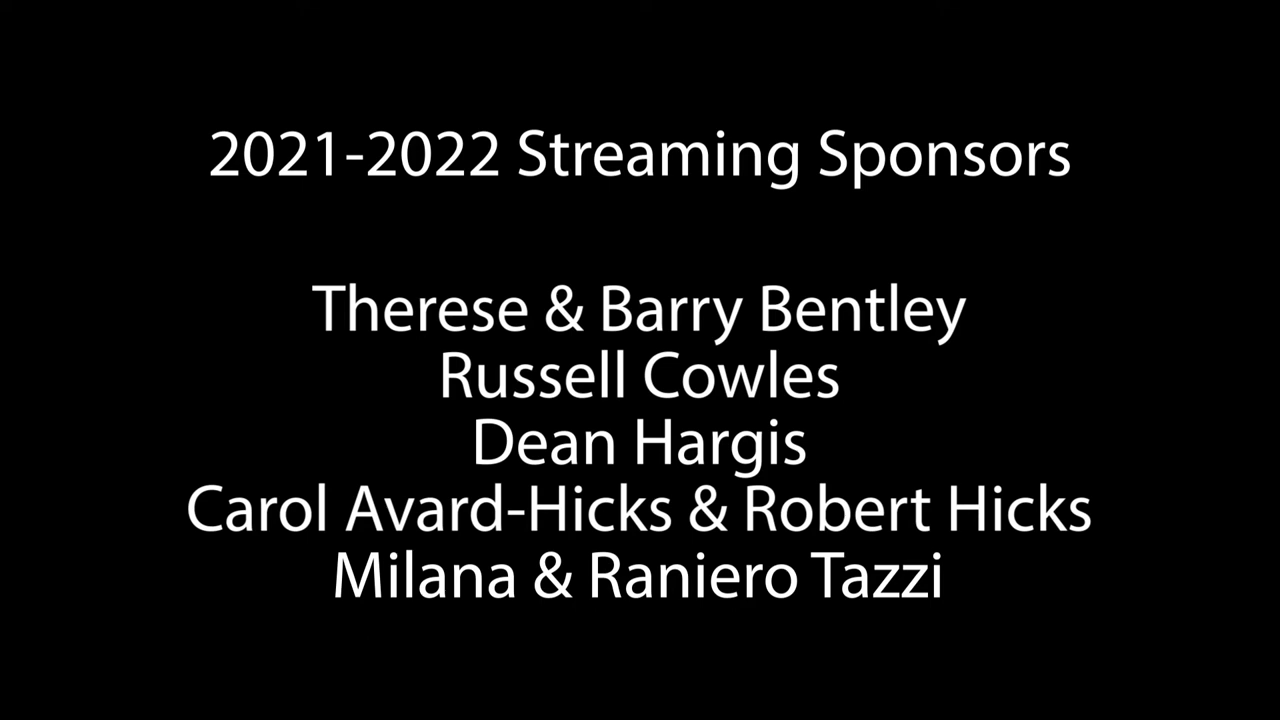 2021-2022 Streaming Sponsors
Therese & Barry Bentley
Russell Cowles
Dean Hargis
Carol Avard-Hicks & Robert Hicks
Milana & Raniero Tazzi